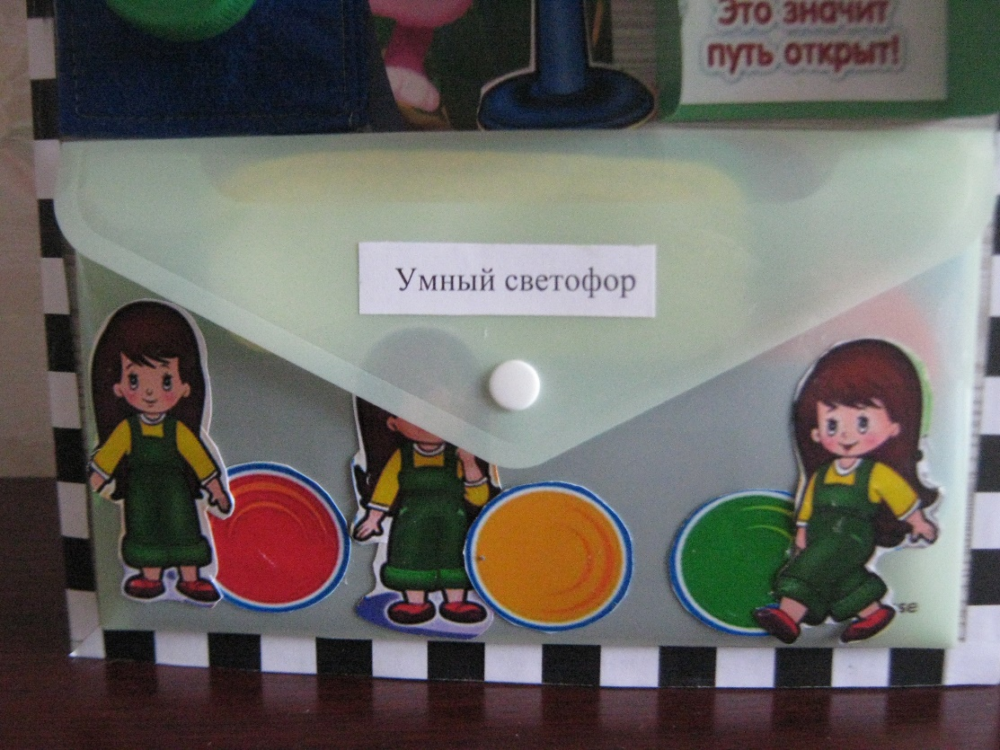 Это значит
путь открыт!
Умный светофор